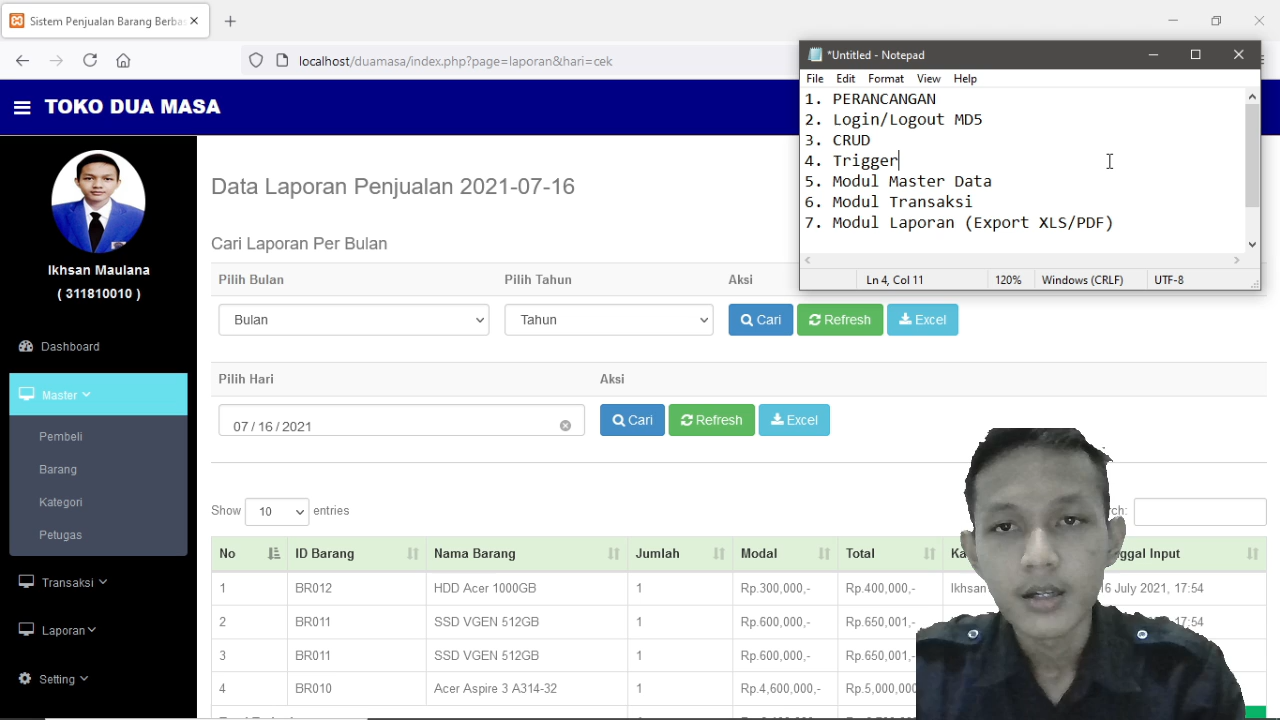 Sistem Penjualan Barang Berba
localhost/duamasa/index.php?page=laporan&hari=cek
*Untitled - Notepad
File Edit Format View Help
1. PERANCANGAN
2. Login/Logout MD5
3. CRUD
4. Trigger
5. Modul Master Data
6. Modul Transaksi
7. Modul Laporan (Export XLS/PDF)
Ln 4, Col 11 120% Windows (CRLF) UTF-8
TOKO DUA MASA
Ikhsan Maulana
( 311810010 )
Dashboard
Master
Pembeli
Barang
Kategori
Petugas
Transaksi
Laporan
Setting
Data Laporan Penjualan 2021-07-16
Cari Laporan Per Bulan
Pilih Bulan Pilih Tahun Aksi
Bulan Tahun Cari Refresh Excel
Pilih Hari Aksi
07 / 16 / 2021 Cari Refresh Excel
Show 10 entries
No ID Barang Nama Barang Jumlah Modal Total Input
1 BR012 HDD Acer 1000GB 1 Rp.300,000,- Rp.400,000,- Ikhsan 6 July 2021, 17:54
2 BR011 SSD VGEN 512GB 1 Rp.600,000,- Rp.650,001,- 17:54
3 BR011 SSD VGEN 512GB 1 Rp.600,000,- Rp.650,001,-
4 BR010 Acer Aspire 3 A314-32 1 Rp.4,600,000,- Rp.5,000,000